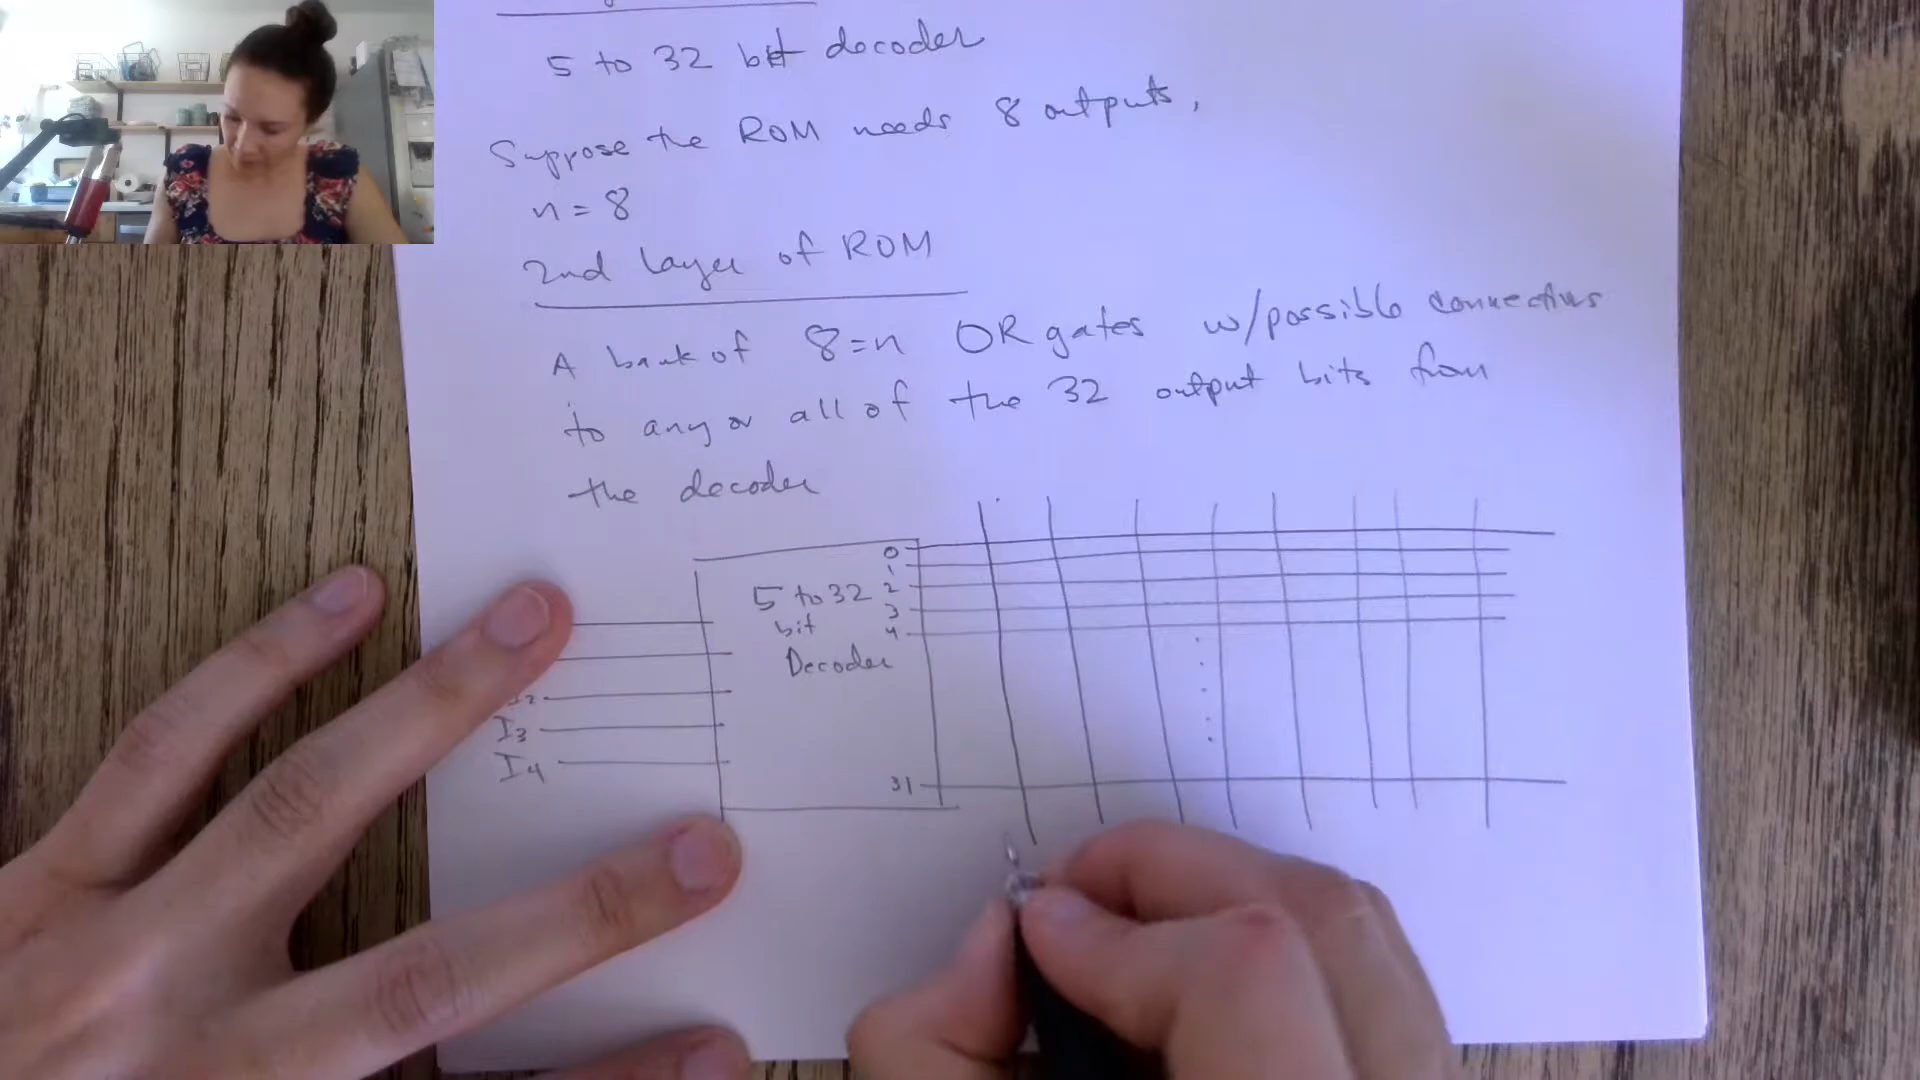 5 to 32 bit decoder
Suppose the ROM needs 8 outputs,
n = 8
2nd layer of ROM
A bank of 8=n OR gates w/possible connections
to any or all of the 32 output bits from
the decoder
5 to 32
bit
Decoder
0
1
2
3
4
31
I2
I3
I4